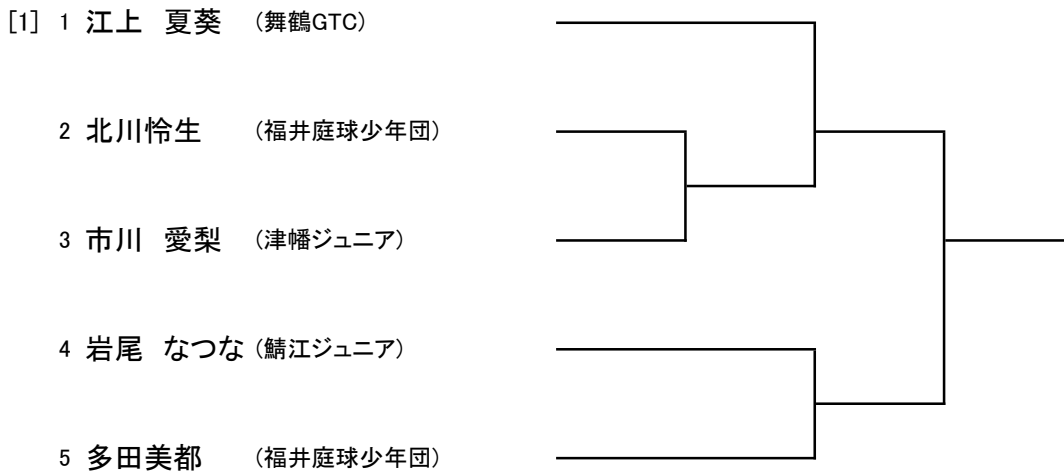 [1] 1 江上 夏葵 (舞鶴GTC)
2 北川怜生 (福井庭球少年団)
3 市川 愛梨 (津幡ジュニア)
4 岩尾 なつな (鯖江ジュニア)
5 多田美都 (福井庭球少年団)